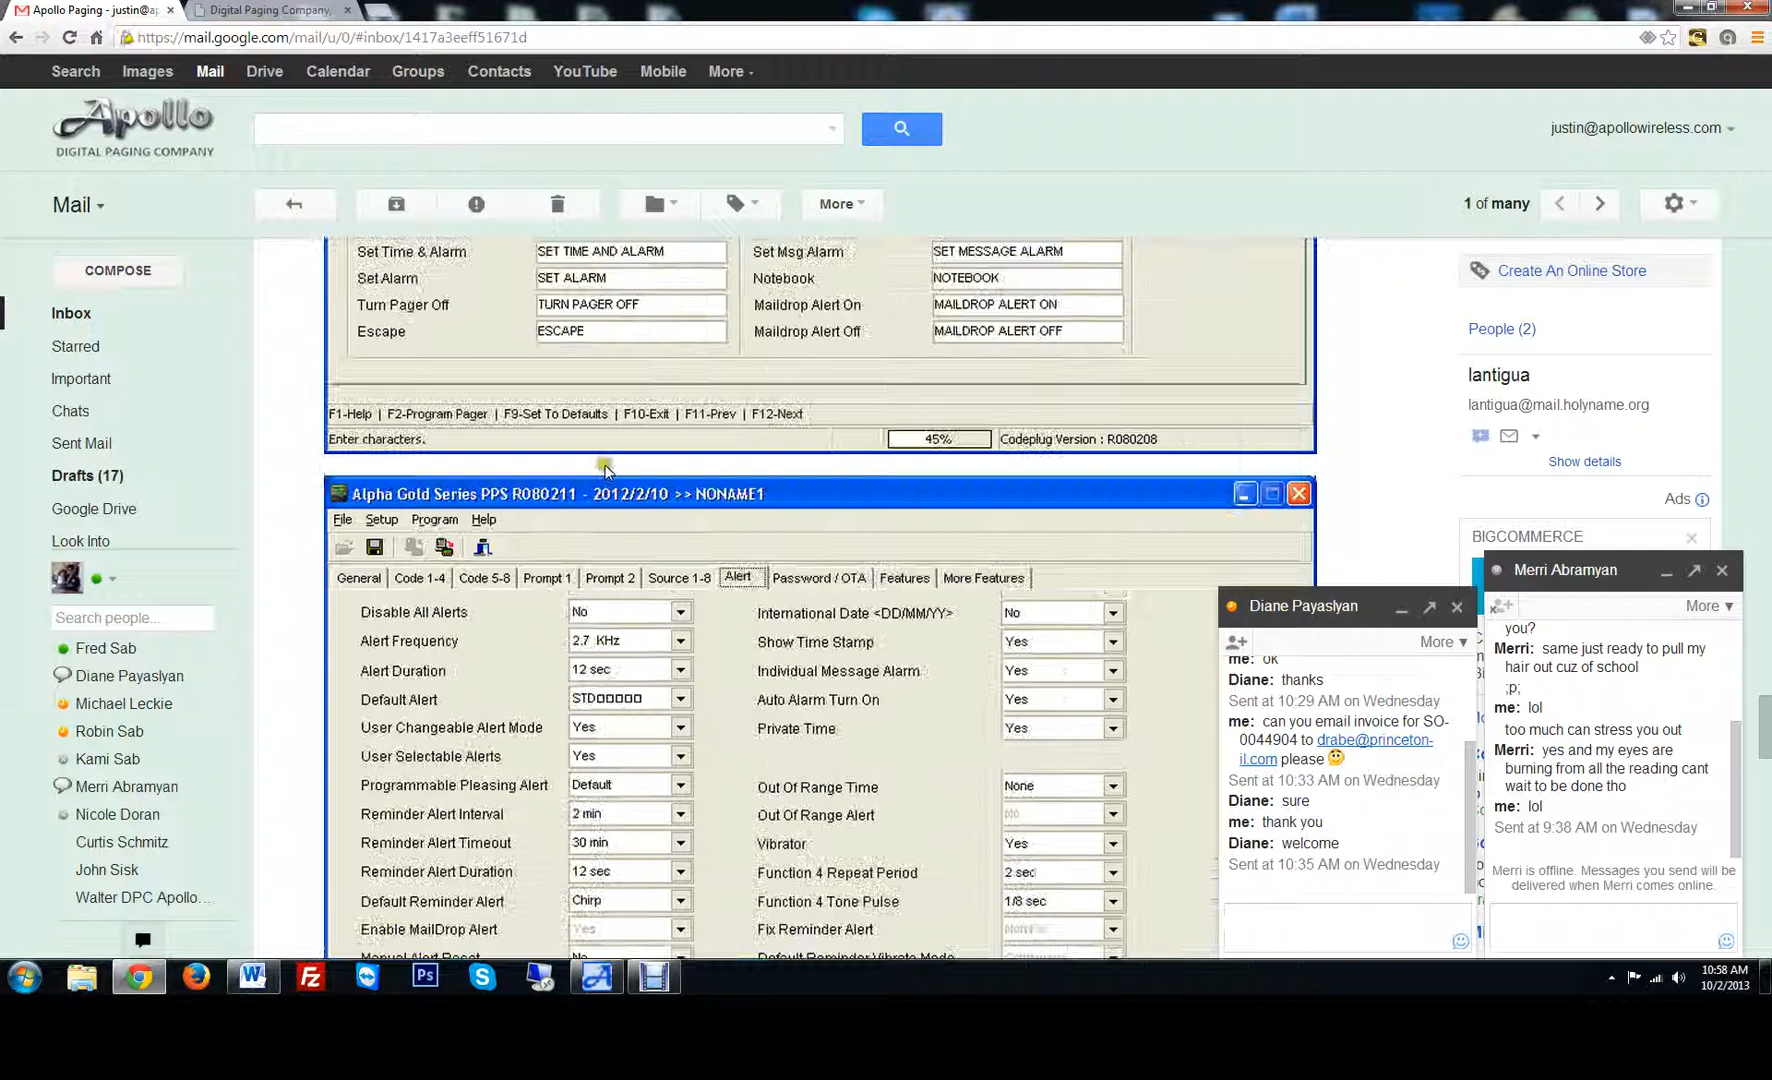 Apollo Paging - justin@ap
Digital Paging Company,
https://mail.google.com/mail/u/0/#inbox/1417a3eeff51671d
Search Images Mail Drive Calendar Groups Contacts YouTube Mobile More
Apollo
DIGITAL PAGING COMPANY
justin@apollowireless.com
Mail
More
1 of many
COMPOSE
Inbox
Starred
Important
Chats
Sent Mail
Drafts (17)
Google Drive
Look Into
Search people...
Fred Sab
Diane Payaslyan
Michael Leckie
Robin Sab
Kami Sab
Merri Abramyan
Nicole Doran
Curtis Schmitz
John Sisk
Walter DPC Apollo...
Set Time & Alarm SET TIME AND ALARM Set Msg Alarm SET MESSAGE ALARM
Set Alarm SET ALARM Notebook NOTEBOOK
Turn Pager Off TURN PAGER OFF Maildrop Alert On MAILDROP ALERT ON
Escape ESCAPE Maildrop Alert Off MAILDROP ALERT OFF
F1-Help | F2-Program Pager | F9-Set To Defaults | F10-Exit | F11-Prev | F12-Next
Enter characters. 45% Codeplug Version : R080208
Alpha Gold Series PPS R080211 - 2012/2/10 >> NONAME1
File Setup Program Help
General Code 1-4 Code 5-8 Prompt 1 Prompt 2 Source 1-8 Alert Password / OTA Features More Features
Disable All Alerts No International Date <DD/MM/YY> No
Alert Frequency 2.7 KHz Show Time Stamp Yes
Alert Duration 12 sec Individual Message Alarm Yes
Default Alert STD□□□□□ Auto Alarm Turn On Yes
User Changeable Alert Mode Yes Private Time Yes
User Selectable Alerts Yes
Programmable Pleasing Alert Default Out Of Range Time None
Reminder Alert Interval 2 min Out Of Range Alert No
Reminder Alert Timeout 30 min Vibrator Yes
Reminder Alert Duration 12 sec Function 4 Repeat Period 2 sec
Default Reminder Alert Chirp Function 4 Tone Pulse 1/8 sec
Enable MailDrop Alert Yes Fix Reminder Alert
Manual Alert Reset No Default Reminder Vibrate Mode
Create An Online Store
People (2)
lantigua
lantigua@mail.holyname.org
Show details
Ads
BIGCOMMERCE
Diane Payaslyan
More
me: ok
Diane: thanks
Sent at 10:29 AM on Wednesday
me: can you email invoice for SO-
0044904 to drabe@princeton-
il.com please
Sent at 10:33 AM on Wednesday
Diane: sure
me: thank you
Diane: welcome
Sent at 10:35 AM on Wednesday
Merri Abramyan
More
you?
Merri: same just ready to pull my
hair out cuz of school
;p;
me: lol
too much can stress you out
Merri: yes and my eyes are
burning from all the reading cant
wait to be done tho
me: lol
Sent at 9:38 AM on Wednesday
Merri is offline. Messages you send will be
delivered when Merri comes online.
10:58 AM
10/2/2013